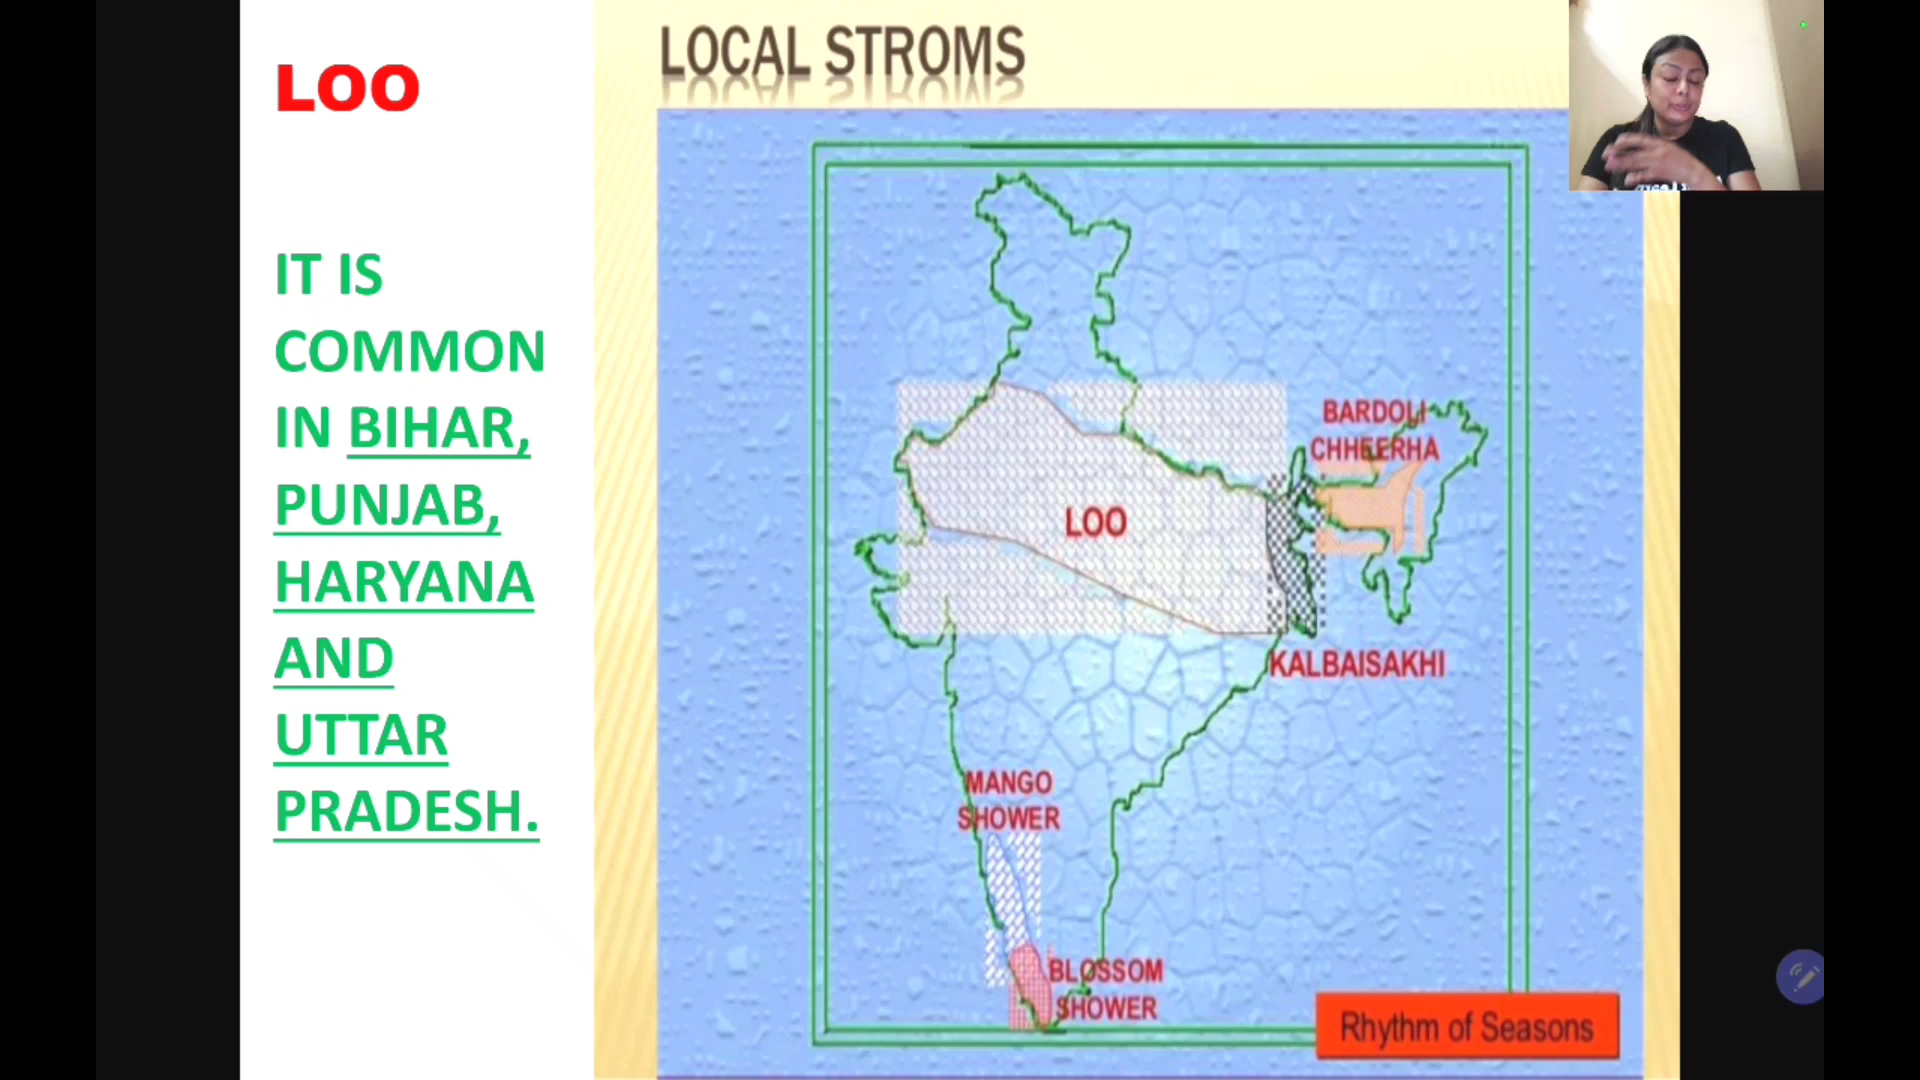 LOO
IT IS
COMMON
IN BIHAR,
PUNJAB,
HARYANA
AND
UTTAR
PRADESH.
LOCAL STROMS
BARDOLI
CHHEERHA
LOO
KALBAISAKHI
MANGO
SHOWER
BLOSSOM
SHOWER
Rhythm of Seasons